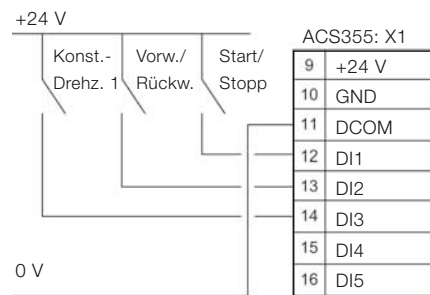 +24 V
ACS355: X1
Konst.-
Drehz. 1
Vorw./
Rückw.
Start/
Stopp
9 +24 V
10 GND
11 DCOM
12 DI1
13 DI2
14 DI3
15 DI4
16 DI5
0 V